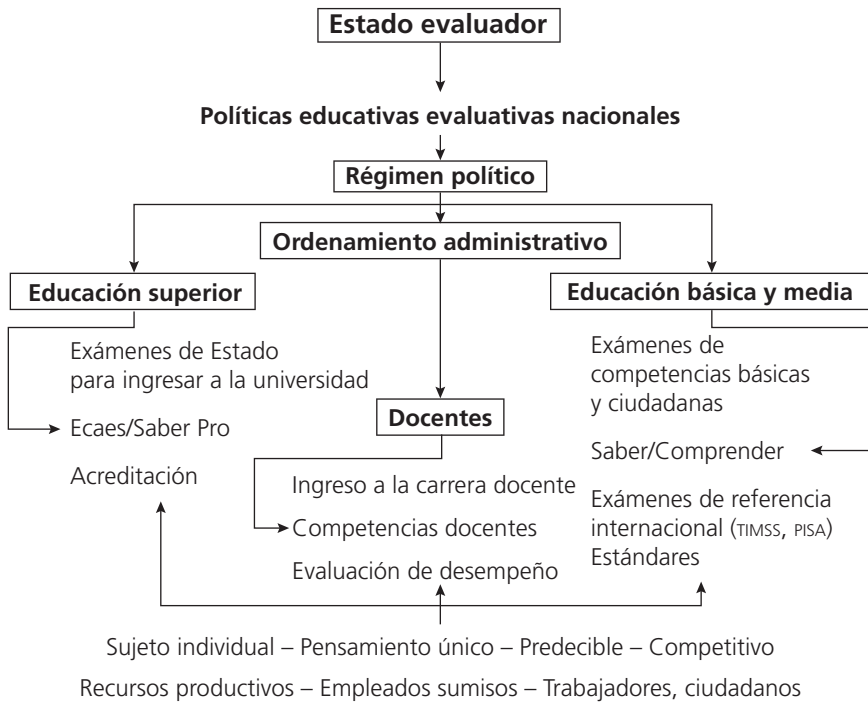 Estado evaluador
Políticas educativas evaluativas nacionales
Régimen político
Ordenamiento administrativo
Educación superior
Exámenes de Estado
para ingresar a la universidad
Ecaes/Saber Pro
Acreditación
Docentes
Ingreso a la carrera docente
Competencias docentes
Evaluación de desempeño
Educación básica y media
Exámenes de
competencias básicas
y ciudadanas
Saber/Comprender
Exámenes de referencia
internacional (TIMSS, PISA)
Estándares
Sujeto individual – Pensamiento único – Predecible – Competitivo
Recursos productivos – Empleados sumisos – Trabajadores, ciudadanos